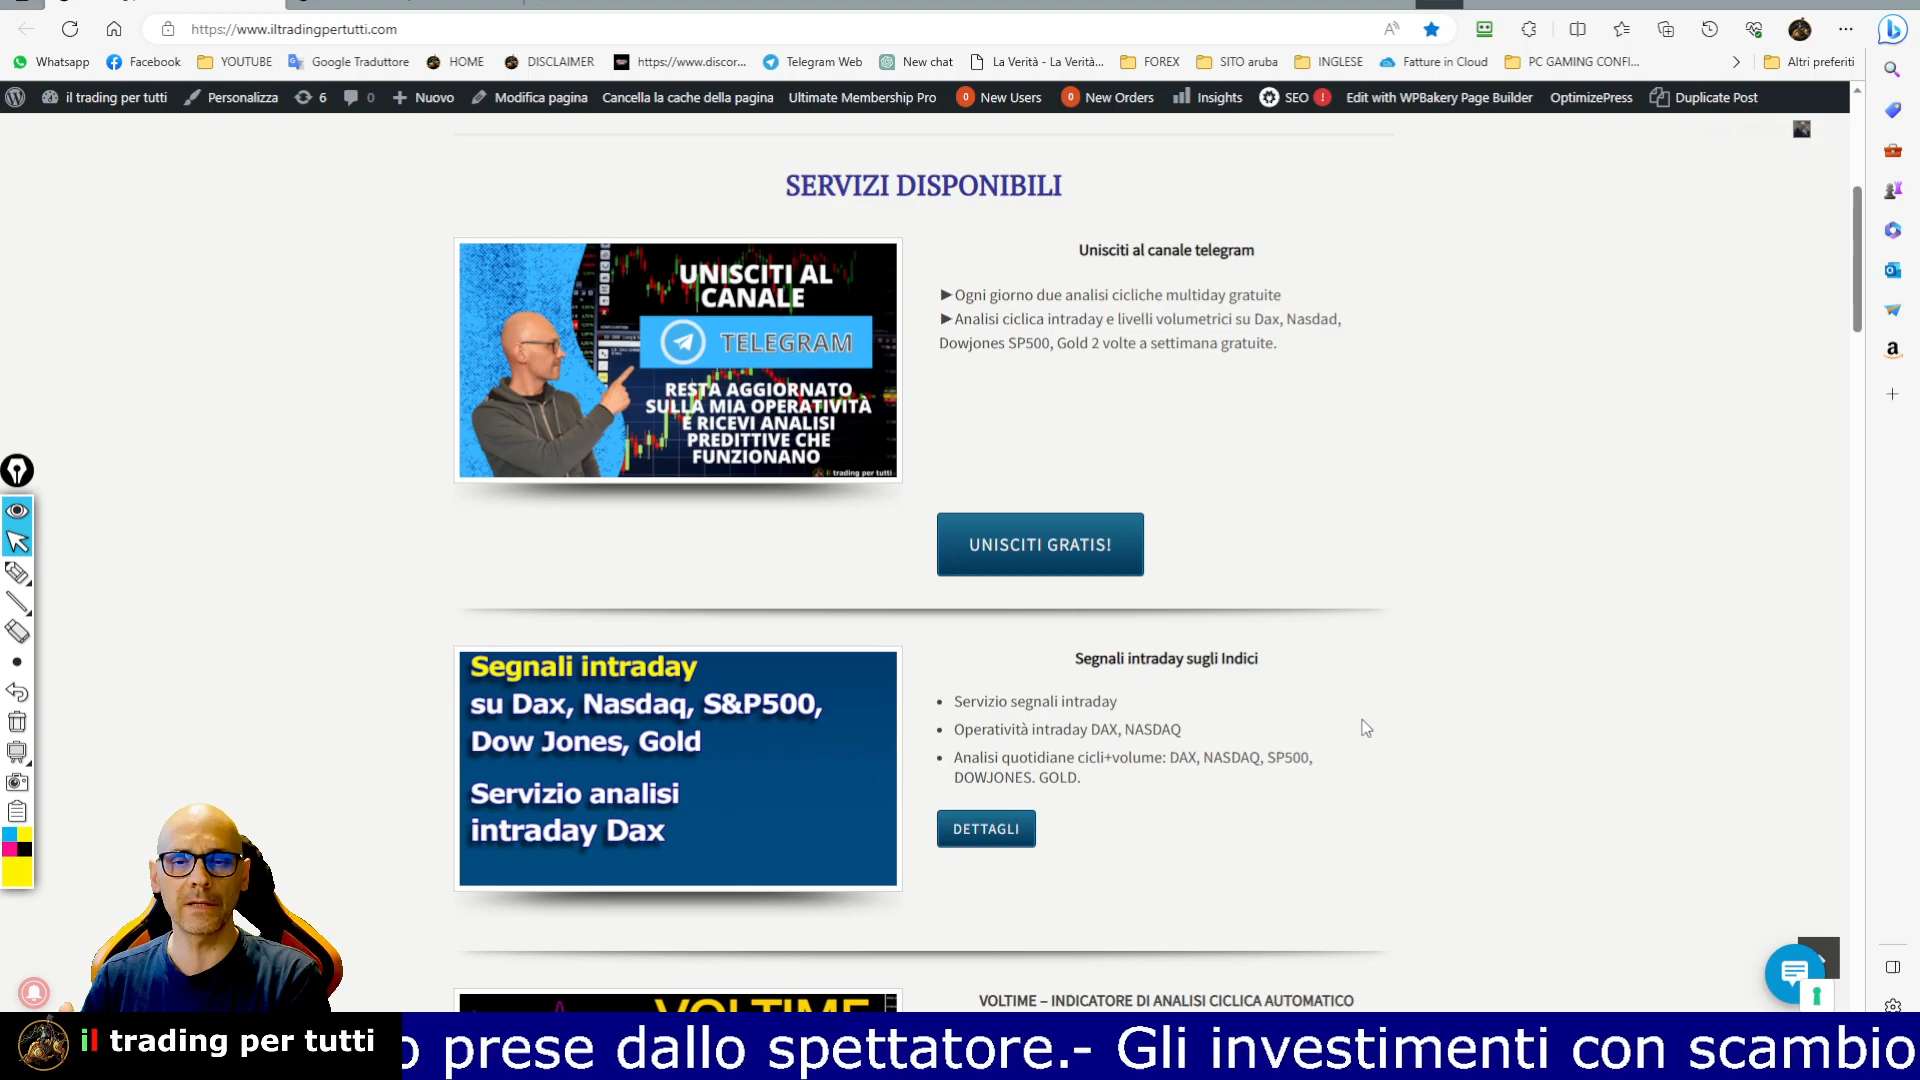 https://www.iltradingpertutti.com
Whatsapp
Facebook
YOUTUBE
Google Traduttore
HOME
DISCLAIMER
https://www.discor...
Telegram Web
New chat
La Verità - La Verità...
FOREX
SITO aruba
INGLESE
Fatture in Cloud
PC GAMING CONFI...
Altri preferiti
il trading per tutti
Personalizza
6
0
Nuovo
Modifica pagina
Cancella la cache della pagina
Ultimate Membership Pro
0 New Users
0 New Orders
Insights
SEO !
Edit with WPBakery Page Builder
OptimizePress
Duplicate Post
SERVIZI DISPONIBILI
UNISCITI AL
CANALE
TELEGRAM
RESTA AGGIORNATO
SULLA MIA OPERATIVITÀ
E RICEVI ANALISI
PREDITTIVE CHE
FUNZIONANO
il trading per tutti
Unisciti al canale telegram
►Ogni giorno due analisi cicliche multiday gratuite
►Analisi ciclica intraday e livelli volumetrici su Dax, Nasdad,
Dowjones SP500, Gold 2 volte a settimana gratuite.
UNISCITI GRATIS!
Segnali intraday
su Dax, Nasdaq, S&P500,
Dow Jones, Gold
Servizio analisi
intraday Dax
Segnali intraday sugli Indici
• Servizio segnali intraday
• Operatività intraday DAX, NASDAQ
• Analisi quotidiane cicli+volume: DAX, NASDAQ, SP500,
DOWJONES. GOLD.
DETTAGLI
VOLTIME
VOLTIME – INDICATORE DI ANALISI CICLICA AUTOMATICO
il trading per tutti
o prese dallo spettatore.- Gli investimenti con scambio